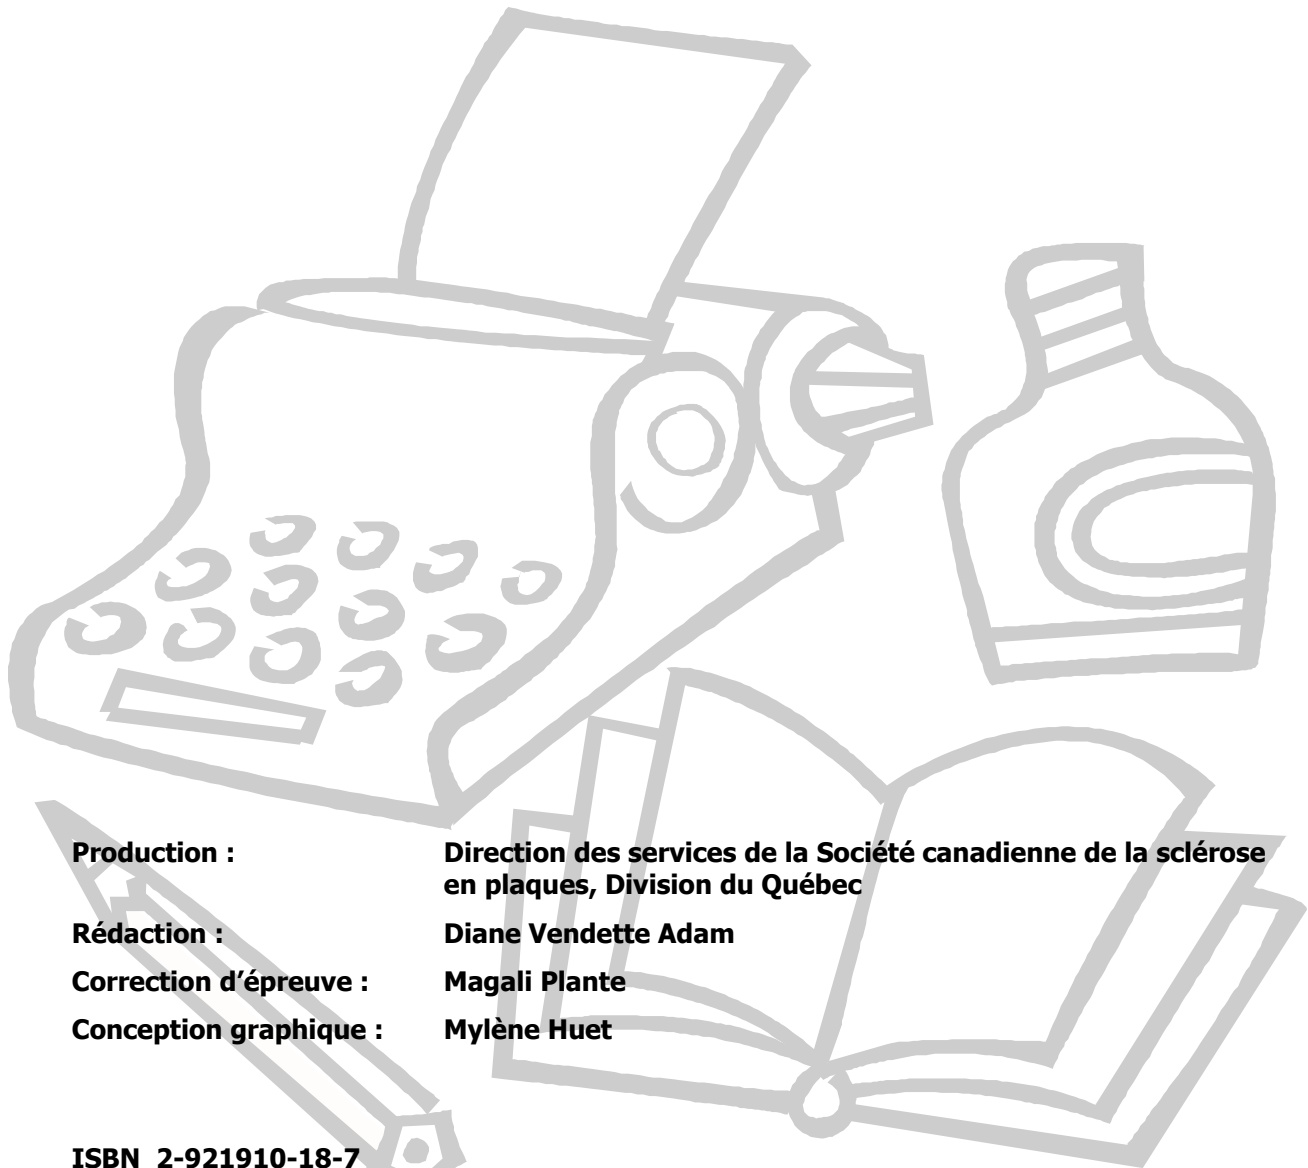 Production : Direction des services de la Société canadienne de la sclérose
en plaques, Division du Québec
Rédaction : Diane Vendette Adam
Correction d’épreuve : Magali Plante
Conception graphique : Mylène Huet
ISBN 2-921910-18-7